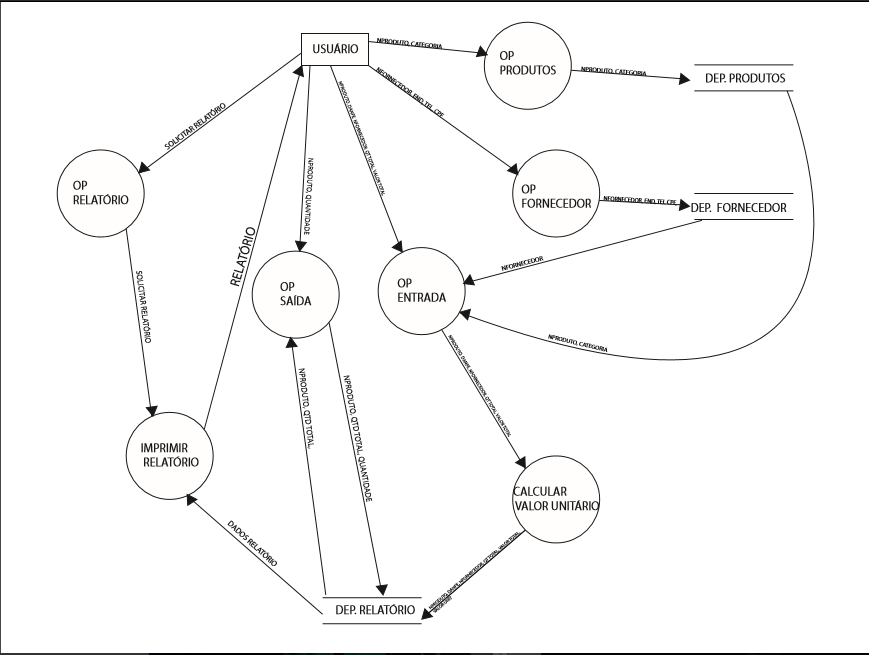 USUÁRIO
NPRODUTO, CATEGORIA
OP
PRODUTOS
NPRODUTO, CATEGORIA
DEP. PRODUTOS
NFORNECEDOR, END, TEL, CPF
SOLICITAR RELATÓRIO
OP
RELATÓRIO
NPRODUTO, QUANTIDADE
OP
FORNECEDOR
NFORNECEDOR, END, TEL, CPF
DEP. FORNECEDOR
RELATÓRIO
NFORNECEDOR
OP
SAÍDA
OP
ENTRADA
SOLICITAR RELATÓRIO
NPRODUTO, CATEGORIA
NPRODUTO, QTD TOTAL.
NPRODUTO, QTD TOTAL, QUANTIDADE
IMPRIMIR
RELATÓRIO
CALCULAR
VALOR UNITÁRIO
DADOS RELATÓRIO
DEP. RELATÓRIO